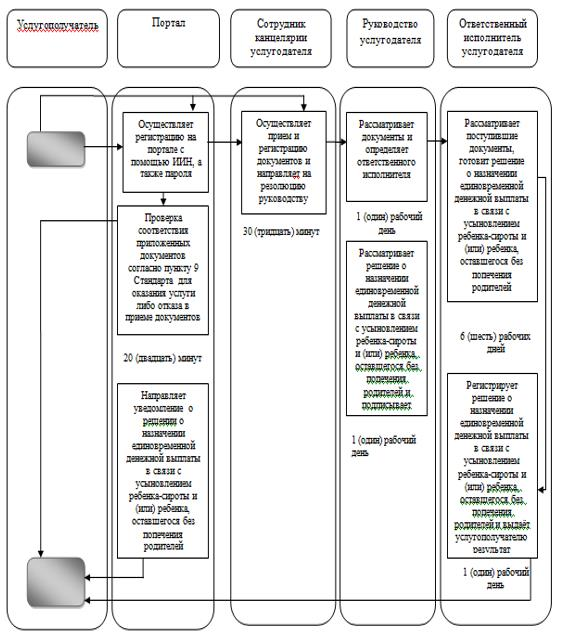 Услугополучатель
Портал
Сотрудник
канцелярии
услугодателя
Руководство
услугодателя
Ответственный
исполнитель
услугодателя
Осуществляет
регистрацию на
портале с
помощью ИИН, а
также пароля
Проверка
соответствия
приложенных
документов
согласно пункту 9
Стандарта для
оказания услуги
либо отказа в
приеме документов
20 (двадцать) минут
Направляет
уведомление о
решении о
назначении
единовременной
денежной выплаты
в связи с
усыновлением
ребенка-сироты и
(или) ребенка,
оставшегося без
попечения
родителей
Осуществляет
прием и
регистрацию
документов и
направляет на
резолюцию
руководству
30 (тридцать) минут
Рассматривает
документы и
определяет
ответственного
исполнителя
1 (один) рабочий
день
Рассматривает
решение о
назначении
единовременной
денежной
выплаты в связи
с усыновлением
ребенка-сироты
и (или) ребенка,
оставшегося без
попечения
родителей и
подписывает
1 (один) рабочий
день
Рассматривает
поступившие
документы,
готовит решение
о назначении
единовременной
денежной выплаты
в связи с
усыновлением
ребенка-сироты и
(или) ребенка,
оставшегося без
попечения
родителей
6 (шесть) рабочих
дней
Регистрирует
решение о
назначении
единовременной
денежной выплаты
в связи с
усыновлением
ребенка-сироты и
(или) ребенка,
оставшегося без
попечения
родителей и выдаёт
услугополучателю
результат
1 (один) рабочий
день